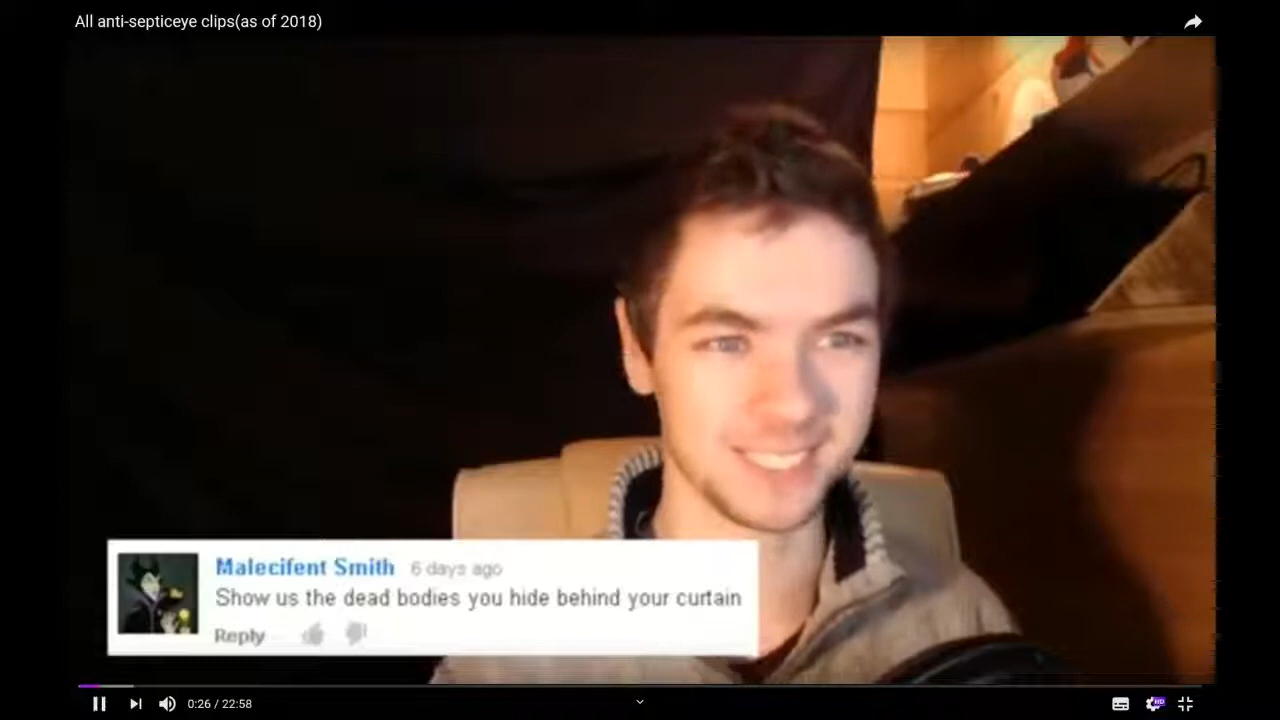 All anti-septiceye clips(as of 2018)
Malecifent Smith 6 days ago
Show us the dead bodies you hide behind your curtain
Reply
0:26 / 22:58
HD